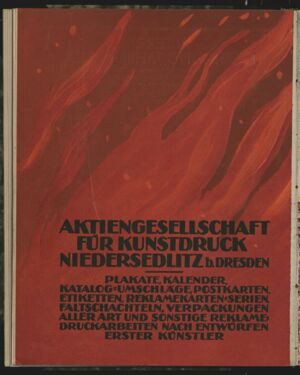 AKTIENGESELLSCHAFT
FÜR KUNSTDRUCK
NIEDERSEDLITZ b. DRESDEN
PLAKATE, KALENDER,
KATALOG=UMSCHLÄGE, POSTKARTEN,
ETIKETTEN, REKLAMEKARTEN=SERIEN,
FALTSCHACHTELN, VERPACKUNGEN
ALLER ART UND SONSTIGE REKLAME=
DRUCKARBEITEN NACH ENTWÜRFEN
ERSTER KÜNSTLER